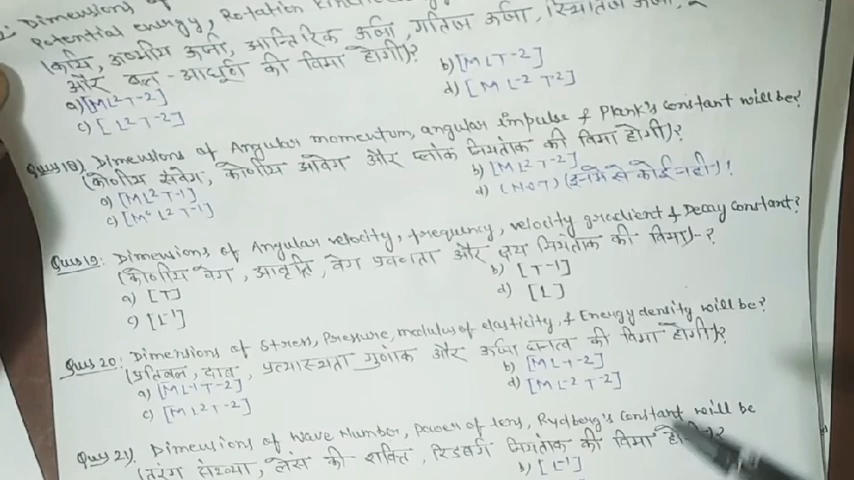 Dimensions of
Potential energy, Rotation Kinetic
(कार्य, ऊष्मीय ऊर्जा, आन्तरिक ऊर्जा, गतिज ऊर्जा, स्थितिज ऊर्जा,
और बल-आघूर्ण की विमा होगी)?
a) [ML2T-2]
b) [MLT-2]
c) [L2T-2]
d) [ML-2T-2]
Ques 18) Dimensions of Angular momentum, angular impulse & Plank's constant will be?
(कोणीय संवेग, कोणीय आवेग और प्लांक नियतांक की विमा होगी)?
a) [ML2T-1]
b) [ML2T-2]
c) [M°L2T-1]
d) (NOT) (इनमे से कोई नही)!
Ques 19: Dimensions of Angular velocity, frequency, velocity gradient & Decay constant?
(कोणीय वेग, आवृत्ति, वेग प्रवणता और क्षय नियतांक की विमा)-?
a) [T]
b) [T-1]
c) [L-1]
d) [L]
Ques 20: Dimensions of stress, Pressure, modulus of elasticity, & Energy density will be?
(प्रतिबल, दाब, प्रत्यास्थता गुणांक और ऊर्जा घनत्व की विमा होगी)?
a) [ML-1T-2]
b) [MLT-2]
c) [ML2T-2]
d) [ML-2T-2]
Ques 21) Dimensions of Wave Number, power of lens, Rydberg's constant will be
(तरंग संख्या, लेंस की शक्ति, रिडबर्ग नियतांक की विमा होगी)?
b) [L-1]